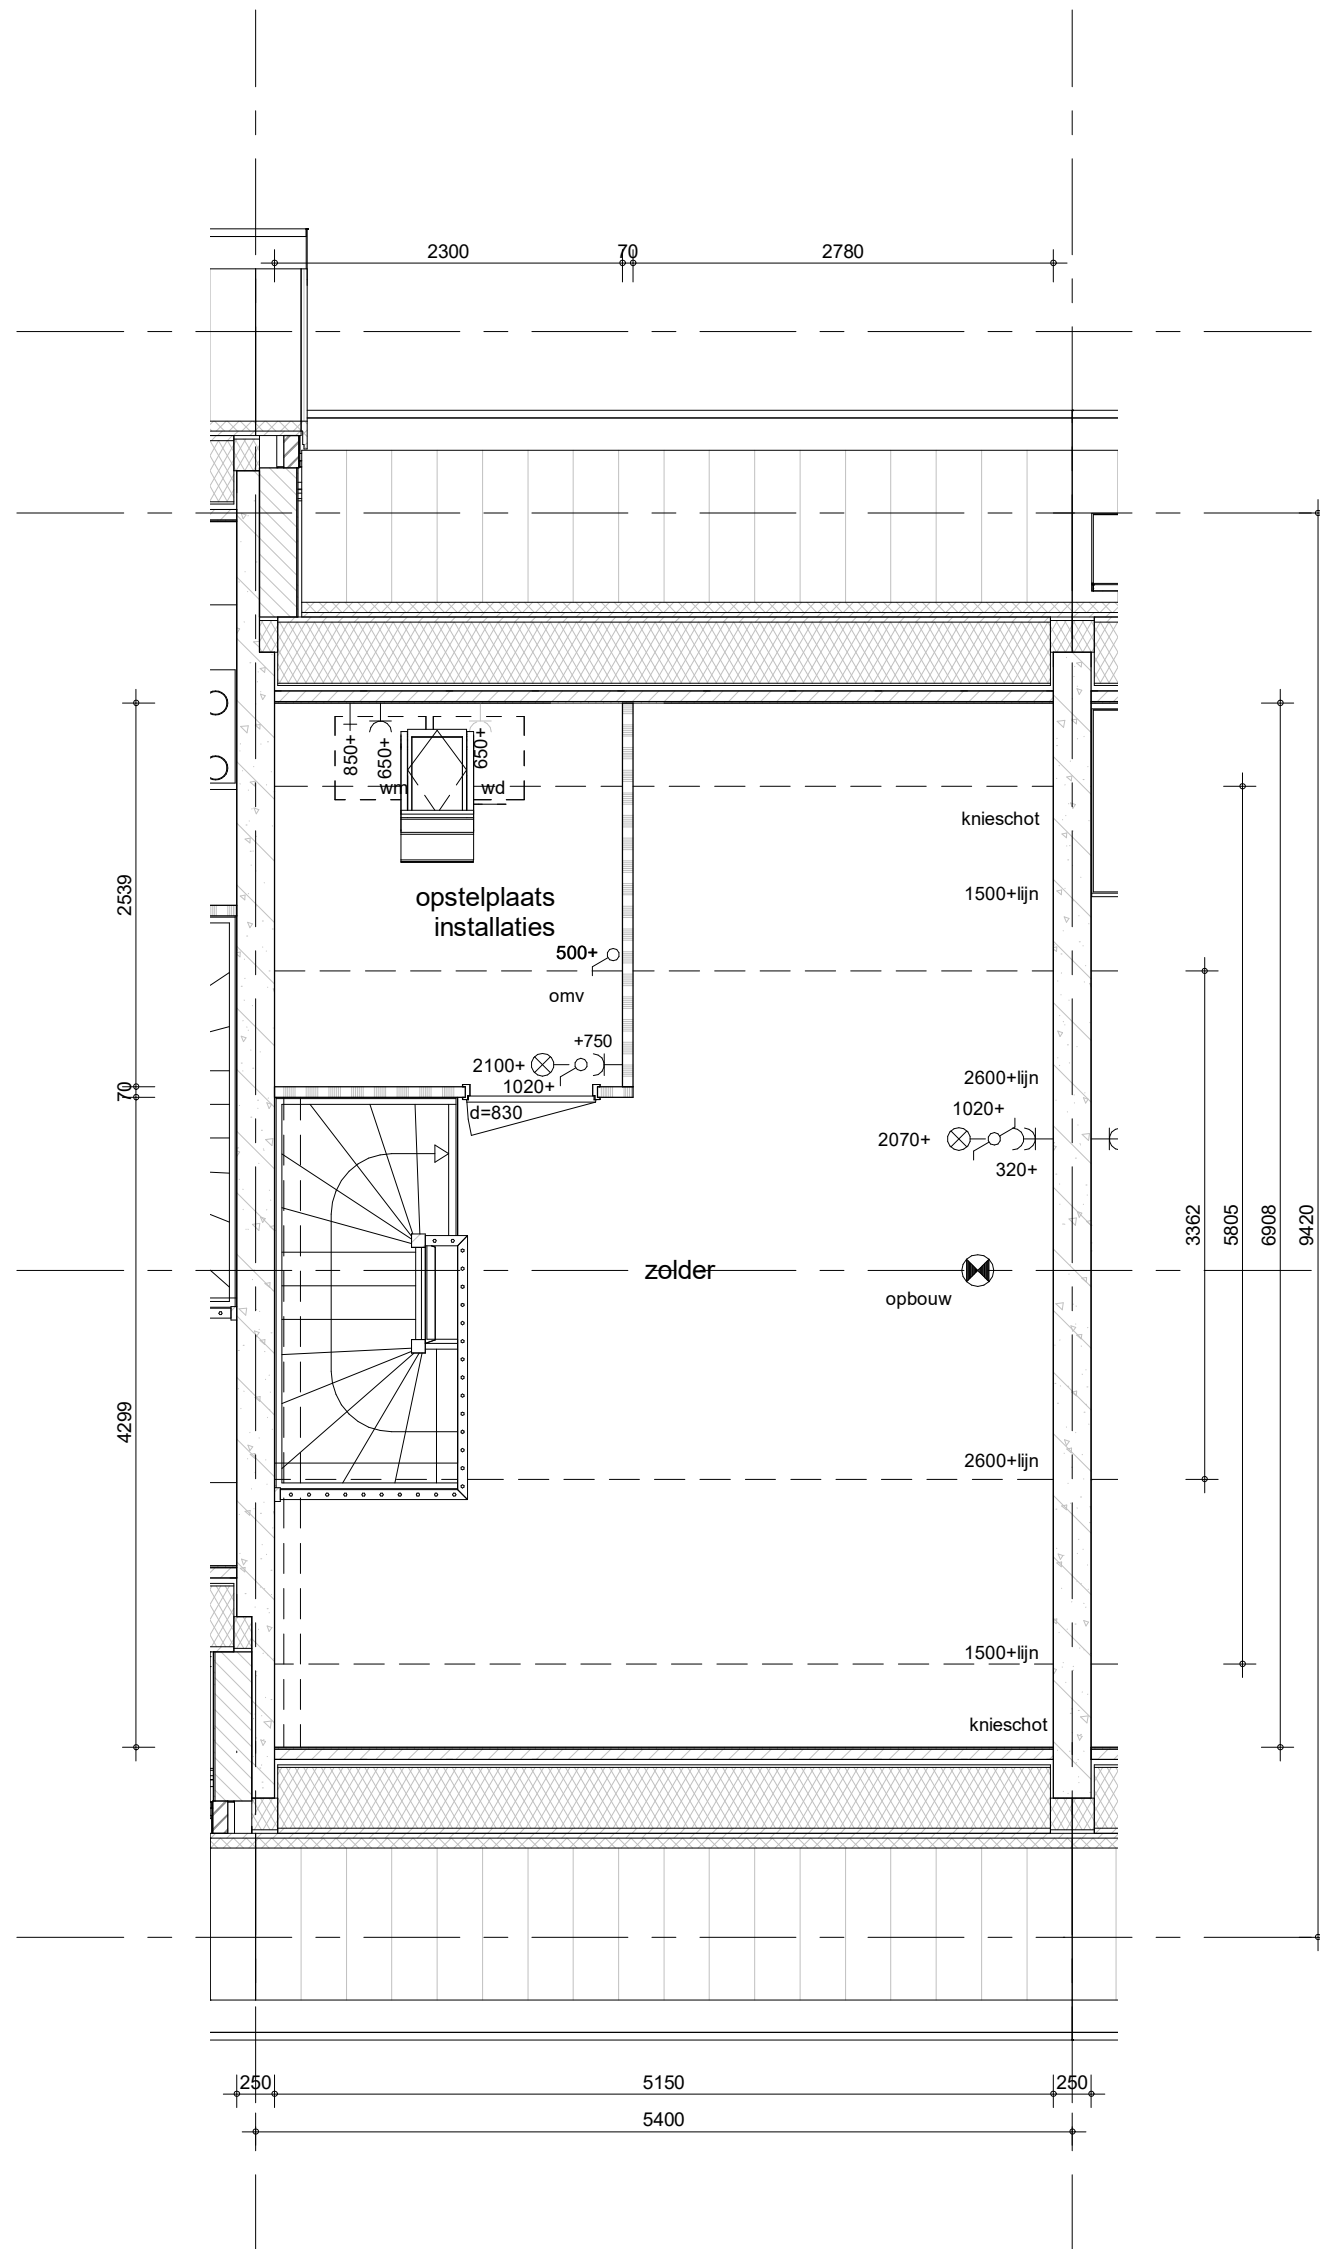 2300
70
2780
850+
650+
650+
wm
wd
knieschot
2539
opstelplaats
installaties
1500+lijn
500+
omv
+750
2100+
1020+
70
d=830
2600+lijn
1020+
2070+
320+
3362
5805
6908
9420
zolder
opbouw
4299
2600+lijn
1500+lijn
knieschot
250
5150
250
5400